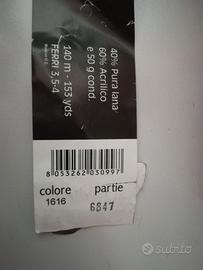 40% Pura lana
60% Acrilico
e 50 g cond.
140 m - 153 yds
FERRI 3,5-4
8 053262 030997
colore partie
1616 6847
subito